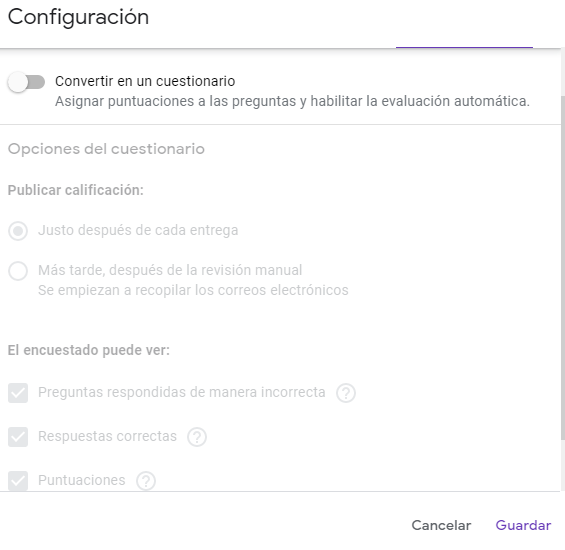 Configuración
Convertir en un cuestionario
Asignar puntuaciones a las preguntas y habilitar la evaluación automática.
Opciones del cuestionario
Publicar calificación:
Justo después de cada entrega
Más tarde, después de la revisión manual
Se empiezan a recopilar los correos electrónicos
El encuestado puede ver:
Preguntas respondidas de manera incorrecta ?
Respuestas correctas ?
Puntuaciones ?
Cancelar Guardar